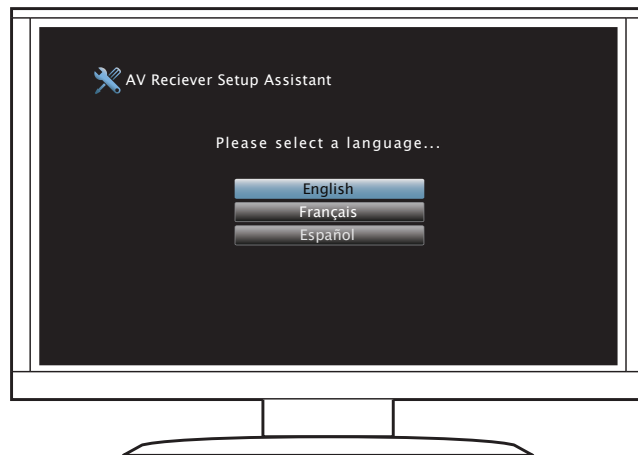 AV Reciever Setup Assistant
Please select a language...
English
Français
Español